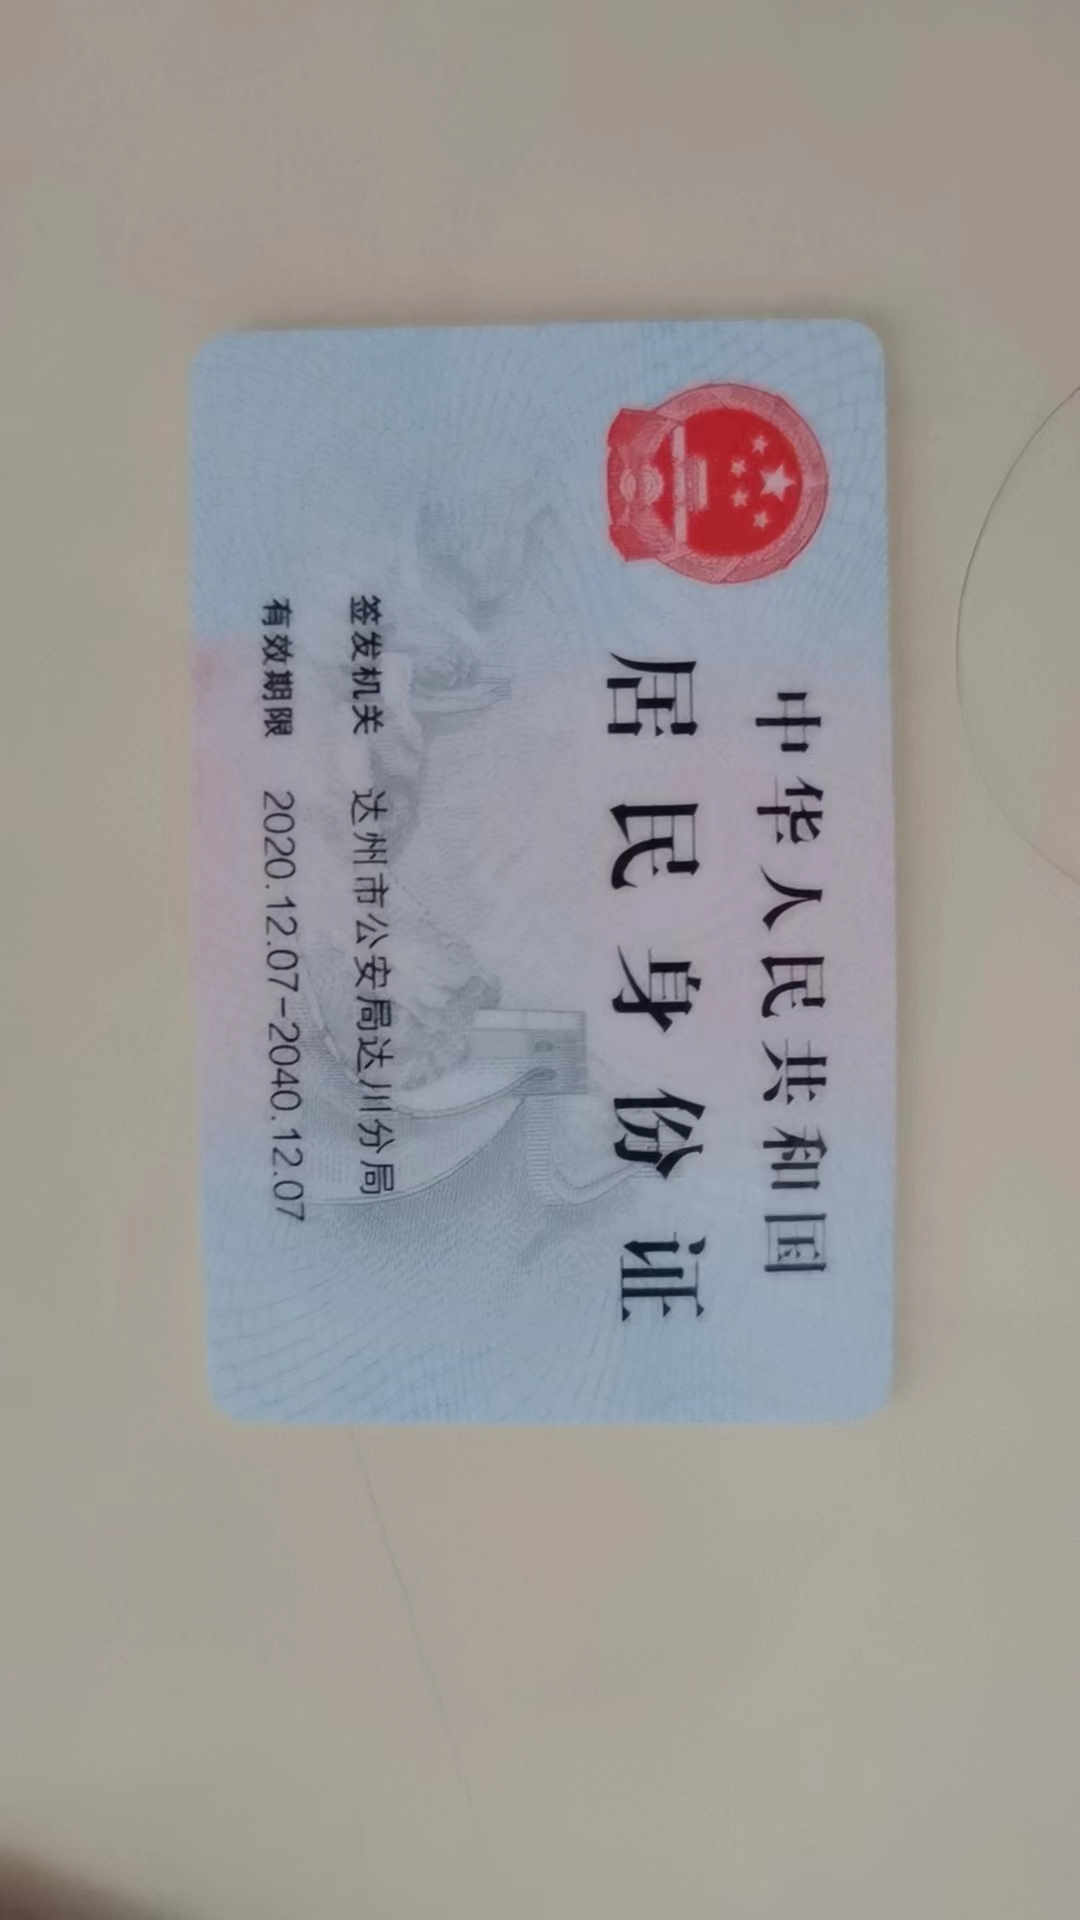 中华人民共和国
居民身份证
签发机关 达州市公安局达川分局
有效期限 2020.12.07-2040.12.07